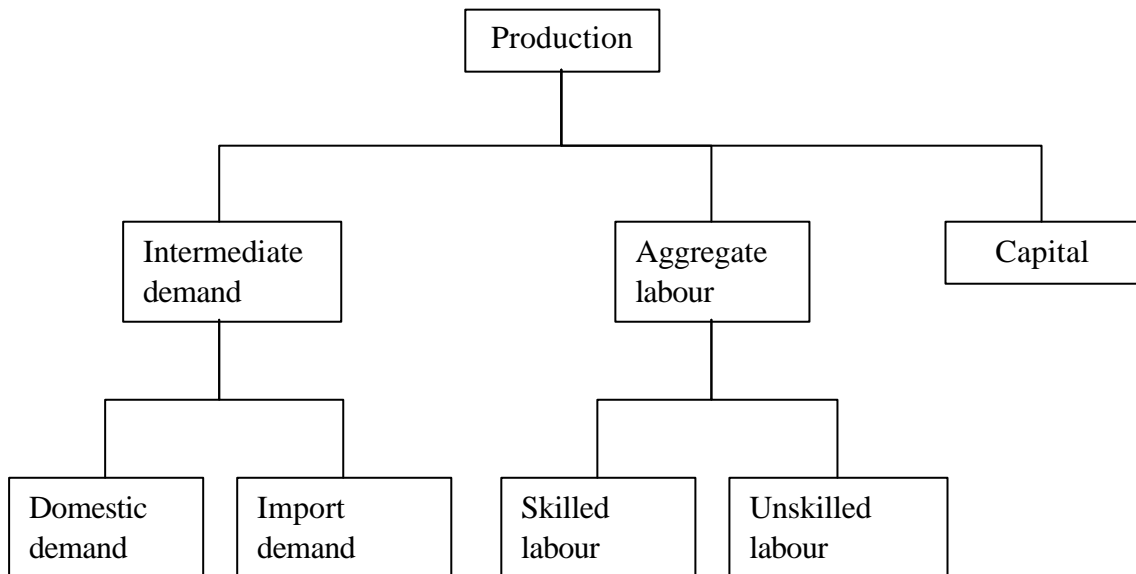 Production
Intermediate
demand
Aggregate
labour
Capital
Domestic
demand
Import
demand
Skilled
labour
Unskilled
labour